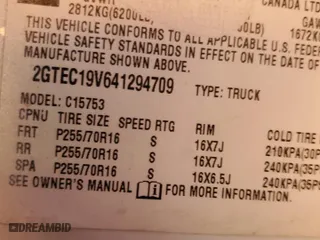 GVWR
CANADA LTD
2812KG(6200LB
THIS VEHICLE CONFORMS TO ALL APPLICABLE U.S. FEDER
VEHICLE SAFETY STANDARDS IN EFFECT ON THE DATE OF
MANUFACTURE SHOWN ABOVE.
2GTEC19V641294709
TYPE: TRUCK
MODEL: C15753
CPNU TIRE SIZE SPEED RTG RIM COLD TIRE
FRT P255/70R16 S 16X7J 210KPA(30P
RR P255/70R16 S 16X7J 240KPA(35P
SPA P255/70R16 S 16X6.5J 240KPA(35P
SEE OWNER'S MANUAL FOR MORE INFORMATION.
DREAMBID